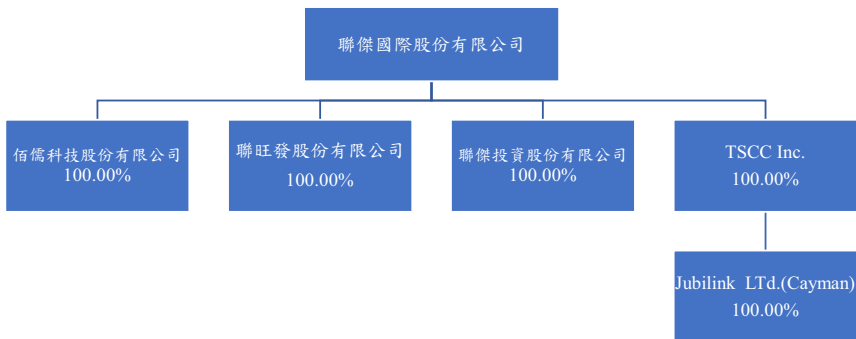 聯傑國際股份有限公司
佰儒科技股份有限公司
100.00%
聯旺發股份有限公司
100.00%
聯傑投資股份有限公司
100.00%
TSCC Inc.
100.00%
Jubilink LTd.(Cayman)
100.00%